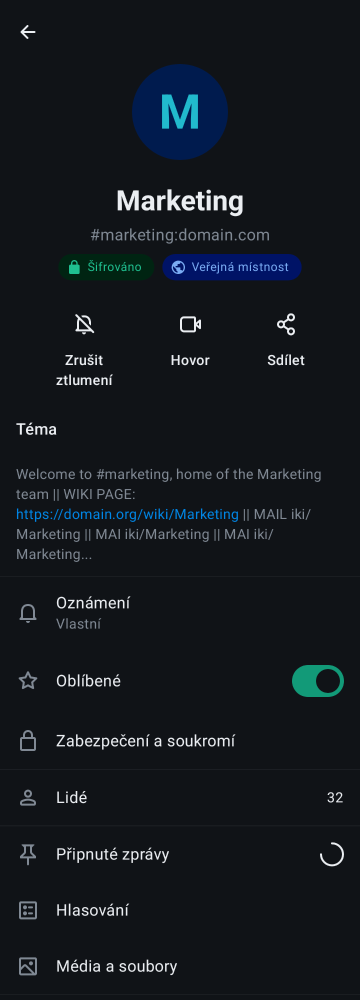 M
Marketing
#marketing:domain.com
Šifrováno
Veřejná místnost
Zrušit
ztlumení
Hovor
Sdílet
Téma
Welcome to #marketing, home of the Marketing
team || WIKI PAGE:
https://domain.org/wiki/Marketing || MAIL iki/
Marketing || MAI iki/Marketing || MAI iki/
Marketing...
Oznámení
Vlastní
Oblíbené
Zabezpečení a soukromí
Lidé 32
Připnuté zprávy
Hlasování
Média a soubory